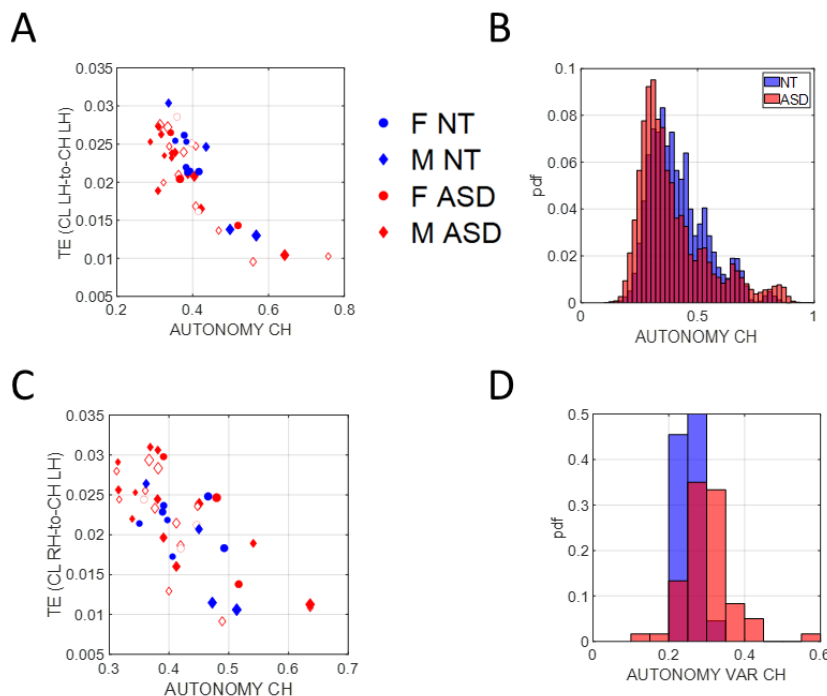 A
0.035
0.03
0.025
0.02
0.015
0.01
0.005
0.2
0.4
0.6
0.8
TE (CL LH-to-CH LH)
AUTONOMY CH
F NT
M NT
F ASD
M ASD
B
0.1
0.08
0.06
0.04
0.02
0
0
0.5
1
pdf
AUTONOMY CH
NT
ASD
C
0.035
0.03
0.025
0.02
0.015
0.01
0.005
0.3
0.4
0.5
0.6
0.7
TE (CL RH-to-CH LH)
AUTONOMY CH
D
0.5
0.4
0.3
0.2
0.1
0
0
0.2
0.4
0.6
pdf
AUTONOMY VAR CH